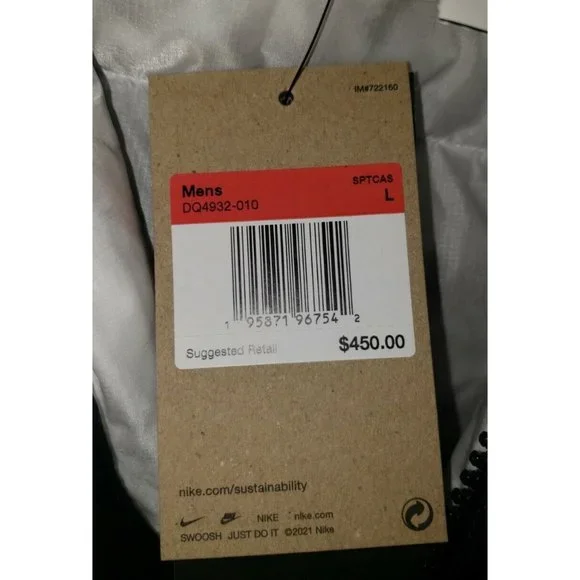 IM#722160
Mens SPTCAS
DQ4932-010 L
1 95871 96754 2
Suggested Retail $450.00
nike.com/sustainability
NIKE nike.com
SWOOSH JUST DO IT ©2021 Nike